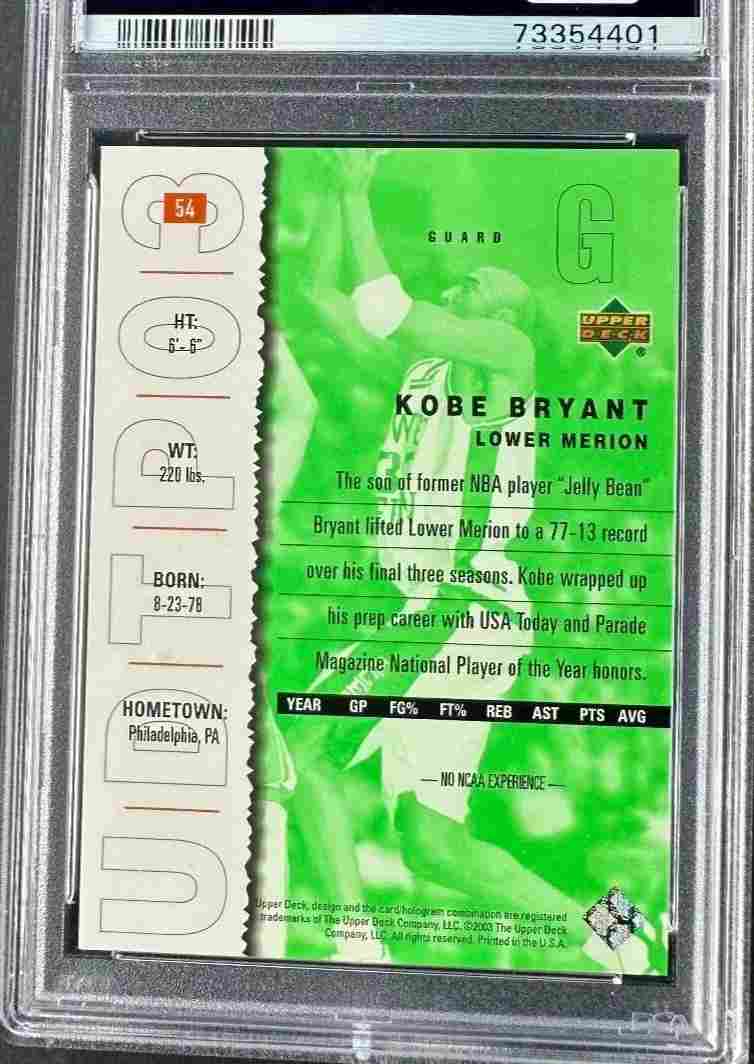 73354401
54
G
GUARD
UPPER
DECK
®
HT:
6'-6"
WT:
220 lbs.
BORN:
8-23-78
HOMETOWN:
Philadelphia, PA
UDTPO3
KOBE BRYANT
LOWER MERION
The son of former NBA player "Jelly Bean"
Bryant lifted Lower Merion to a 77-13 record
over his final three seasons. Kobe wrapped up
his prep career with USA Today and Parade
Magazine National Player of the Year honors.
YEAR GP FG% FT% REB AST PTS AVG
— NO NCAA EXPERIENCE —
Upper Deck, design and the card/hologram combination are registered
trademarks of The Upper Deck Company, LLC. ©2003 The Upper Deck
Company, LLC. All rights reserved. Printed in the U.S.A.
PSA